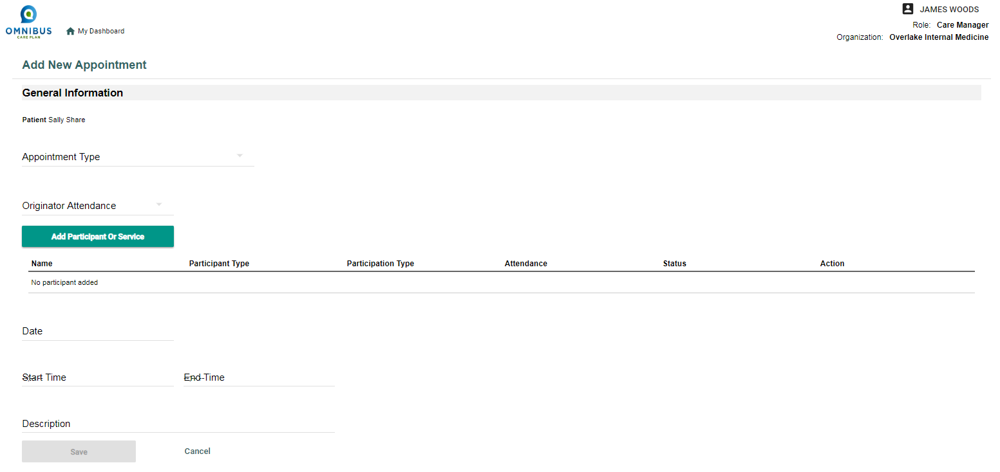 JAMES WOODS
OMNIBUS
CARE PLAN
My Dashboard
Role: Care Manager
Organization: Overlake Internal Medicine
Add New Appointment
General Information
Patient Sally Share
Appointment Type
Originator Attendance
Add Participant Or Service
Name Participant Type Participation Type Attendance Status Action
No participant added
Date
Start Time End Time
Description
Save Cancel